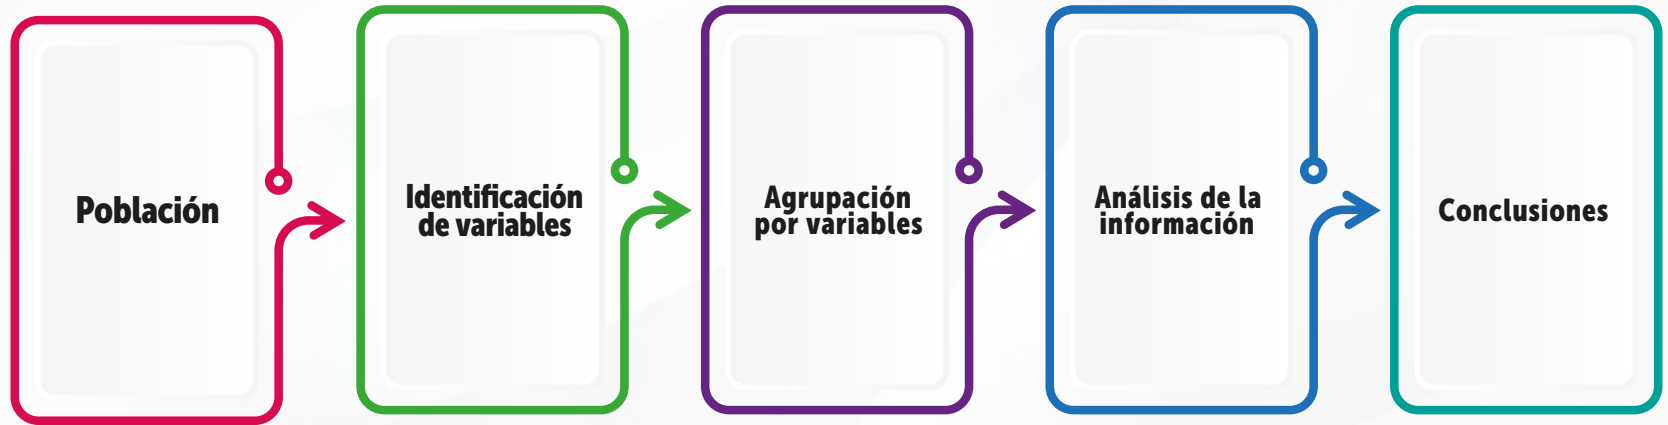 Población
Identificación
de variables
Agrupación
por variables
Análisis de la
información
Conclusiones